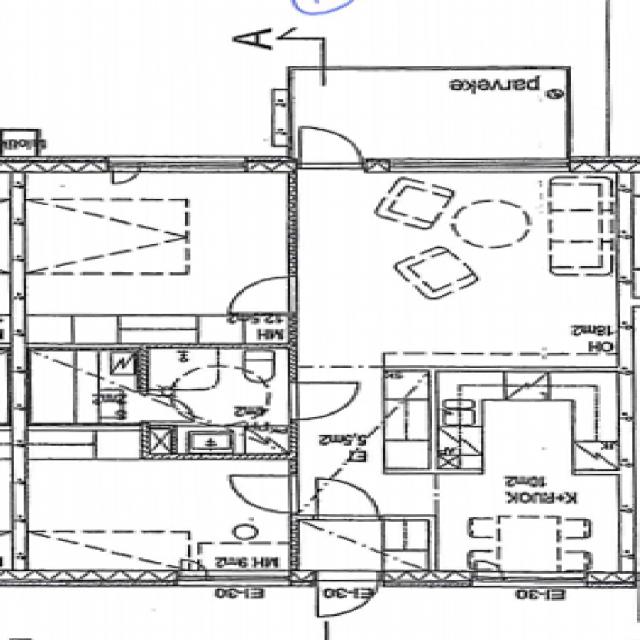 A
parveke
MH
12.5m2
OH
18m2
4m2
ET
5,5m2
K+RUOK
10m2
MH 9m2
EI-30
EI-30
EI-30